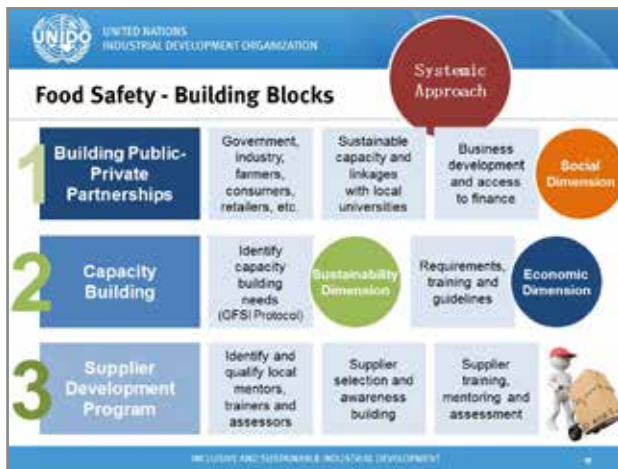 UNIDO
UNITED NATIONS
INDUSTRIAL DEVELOPMENT ORGANIZATION
Systemic
Approach
Food Safety - Building Blocks
1
Building Public-
Private
Partnerships
Government,
industry,
farmers,
consumers,
retailers, etc.
Sustainable
capacity and
linkages
with local
universities
Business
development
and access
to finance
Social
Dimension
2
Capacity
Building
Identify
capacity
building
needs
(GFSI Protocol)
Sustainability
Dimension
Requirements,
training and
guidelines
Economic
Dimension
3
Supplier
Development
Program
Identify and
qualify local
mentors,
trainers and
assessors
Supplier
selection and
awareness
building
Supplier
training,
mentoring and
assessment
INCLUSIVE AND SUSTAINABLE INDUSTRIAL DEVELOPMENT